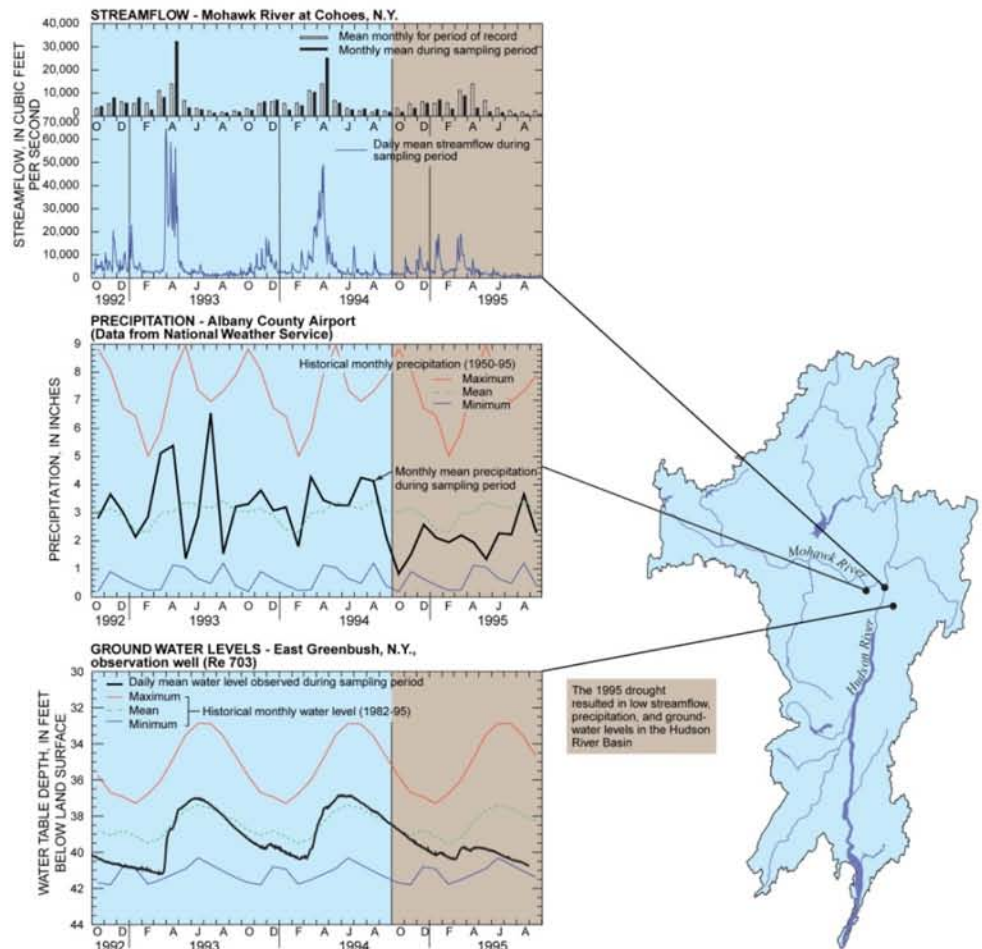 STREAMFLOW - Mohawk River at Cohoes, N.Y.
STREAMFLOW, IN CUBIC FEET
PER SECOND
40,000
30,000
20,000
10,000
0
Mean monthly for period of record
Monthly mean during sampling period
O D F A J A O D F A J A O D F A J A
70,000
60,000
50,000
40,000
30,000
20,000
10,000
0
Daily mean streamflow during
sampling period
O D F A J A O D F A J A O D F A J A
1992 1993 1994 1995
PRECIPITATION - Albany County Airport
(Data from National Weather Service)
PRECIPITATION, IN INCHES
9
8
7
6
5
4
3
2
1
0
Historical monthly precipitation (1950-95)
Maximum
Mean
Minimum
Monthly mean precipitation
during sampling period
O D F A J A O D F A J A O D F A J A
1992 1993 1994 1995
GROUND WATER LEVELS - East Greenbush, N.Y.,
observation well (Re 703)
WATER TABLE DEPTH, IN FEET
BELOW LAND SURFACE
30
32
34
36
38
40
42
44
Daily mean water level observed during sampling period
Maximum
Mean
Minimum
Historical monthly water level (1982-95)
O D F A J A O D F A J A O D F A J A
1992 1993 1994 1995
The 1995 drought
resulted in low streamflow,
precipitation, and ground-
water levels in the Hudson
River Basin
Mohawk River
Hudson River